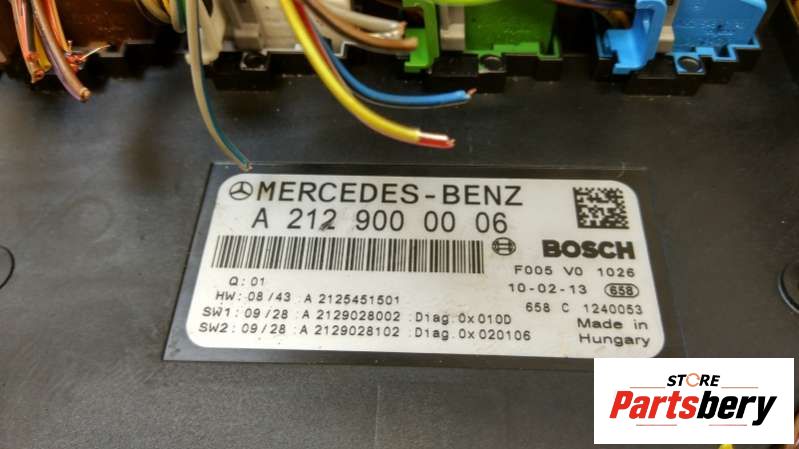 MERCEDES-BENZ
A 212 900 00 06
BOSCH
F005 V0 1026
Q: 01
10-02-13 658
HW: 08/43 :A 2125451501
658 C 1240053
SW1: 09/28 :A 2129028002 :Diag:0x010D
Made in
SW2: 09/28 :A 2129028102 :Diag:0x020106
Hungary
STORE
Partsbery